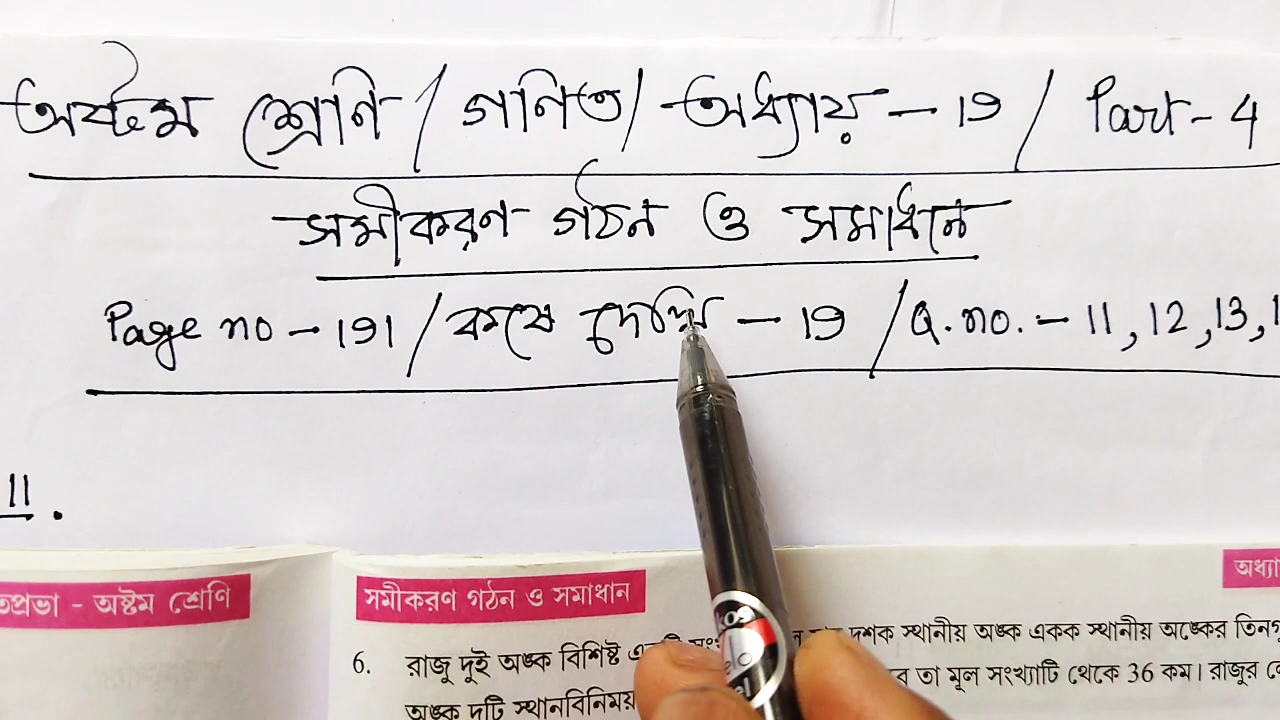 অষ্টম শ্রেণি / গনিত / অধ্যায় - 19 / Part - 4
সমীকরণ গঠন ও সমাধান
Page no - 191 / কষে দেখি - 19 / Q. no. - 11, 12, 13, 1
11.
তপ্রভা - অষ্টম শ্রেণি
সমীকরণ গঠন ও সমাধান
অধ্যা
6. রাজু দুই অঙ্ক বিশিষ্ট দশক স্থানীয় অঙ্ক একক স্থানীয় অঙ্কের তিনগু
অঙ্ক দুটি স্থানবিনিময় তা মূল সংখ্যাটি থেকে 36 কম। রাজুর